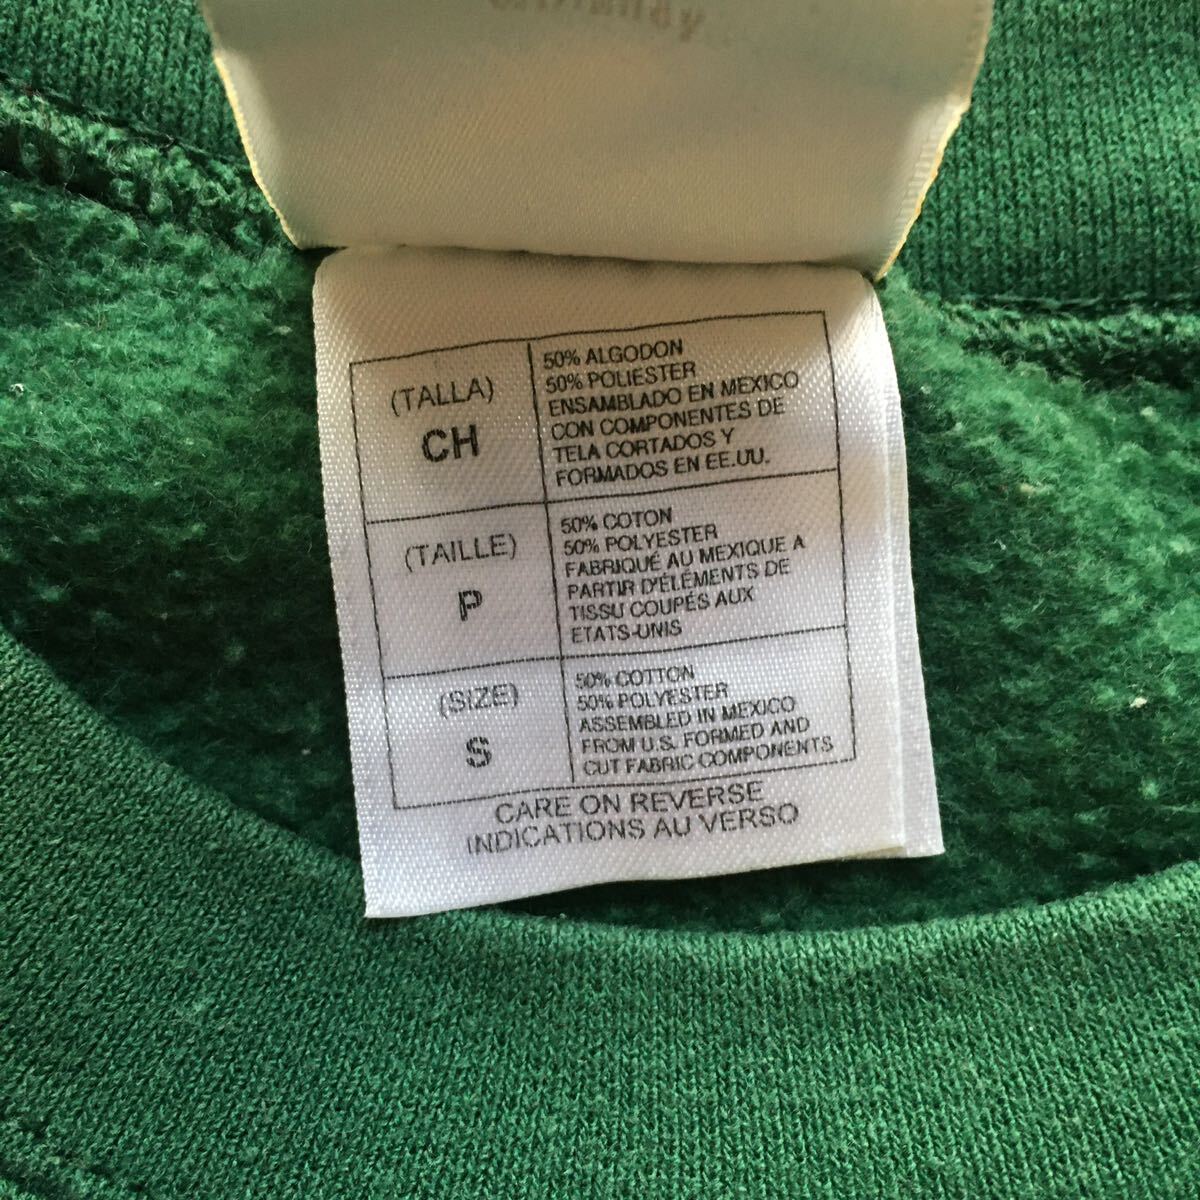 (TALLA)
CH
50% ALGODON
50% POLIESTER
ENSAMBLADO EN MEXICO
CON COMPONENTES DE
TELA CORTADOS Y
FORMADOS EN EE.UU.
(TAILLE)
P
50% COTON
50% POLYESTER
FABRIQUÉ AU MEXIQUE A
PARTIR D'ÉLÉMENTS DE
TISSU COUPÉS AUX
ETATS-UNIS
(SIZE)
S
50% COTTON
50% POLYESTER
ASSEMBLED IN MEXICO
FROM U.S. FORMED AND
CUT FABRIC COMPONENTS
CARE ON REVERSE
INDICATIONS AU VERSO